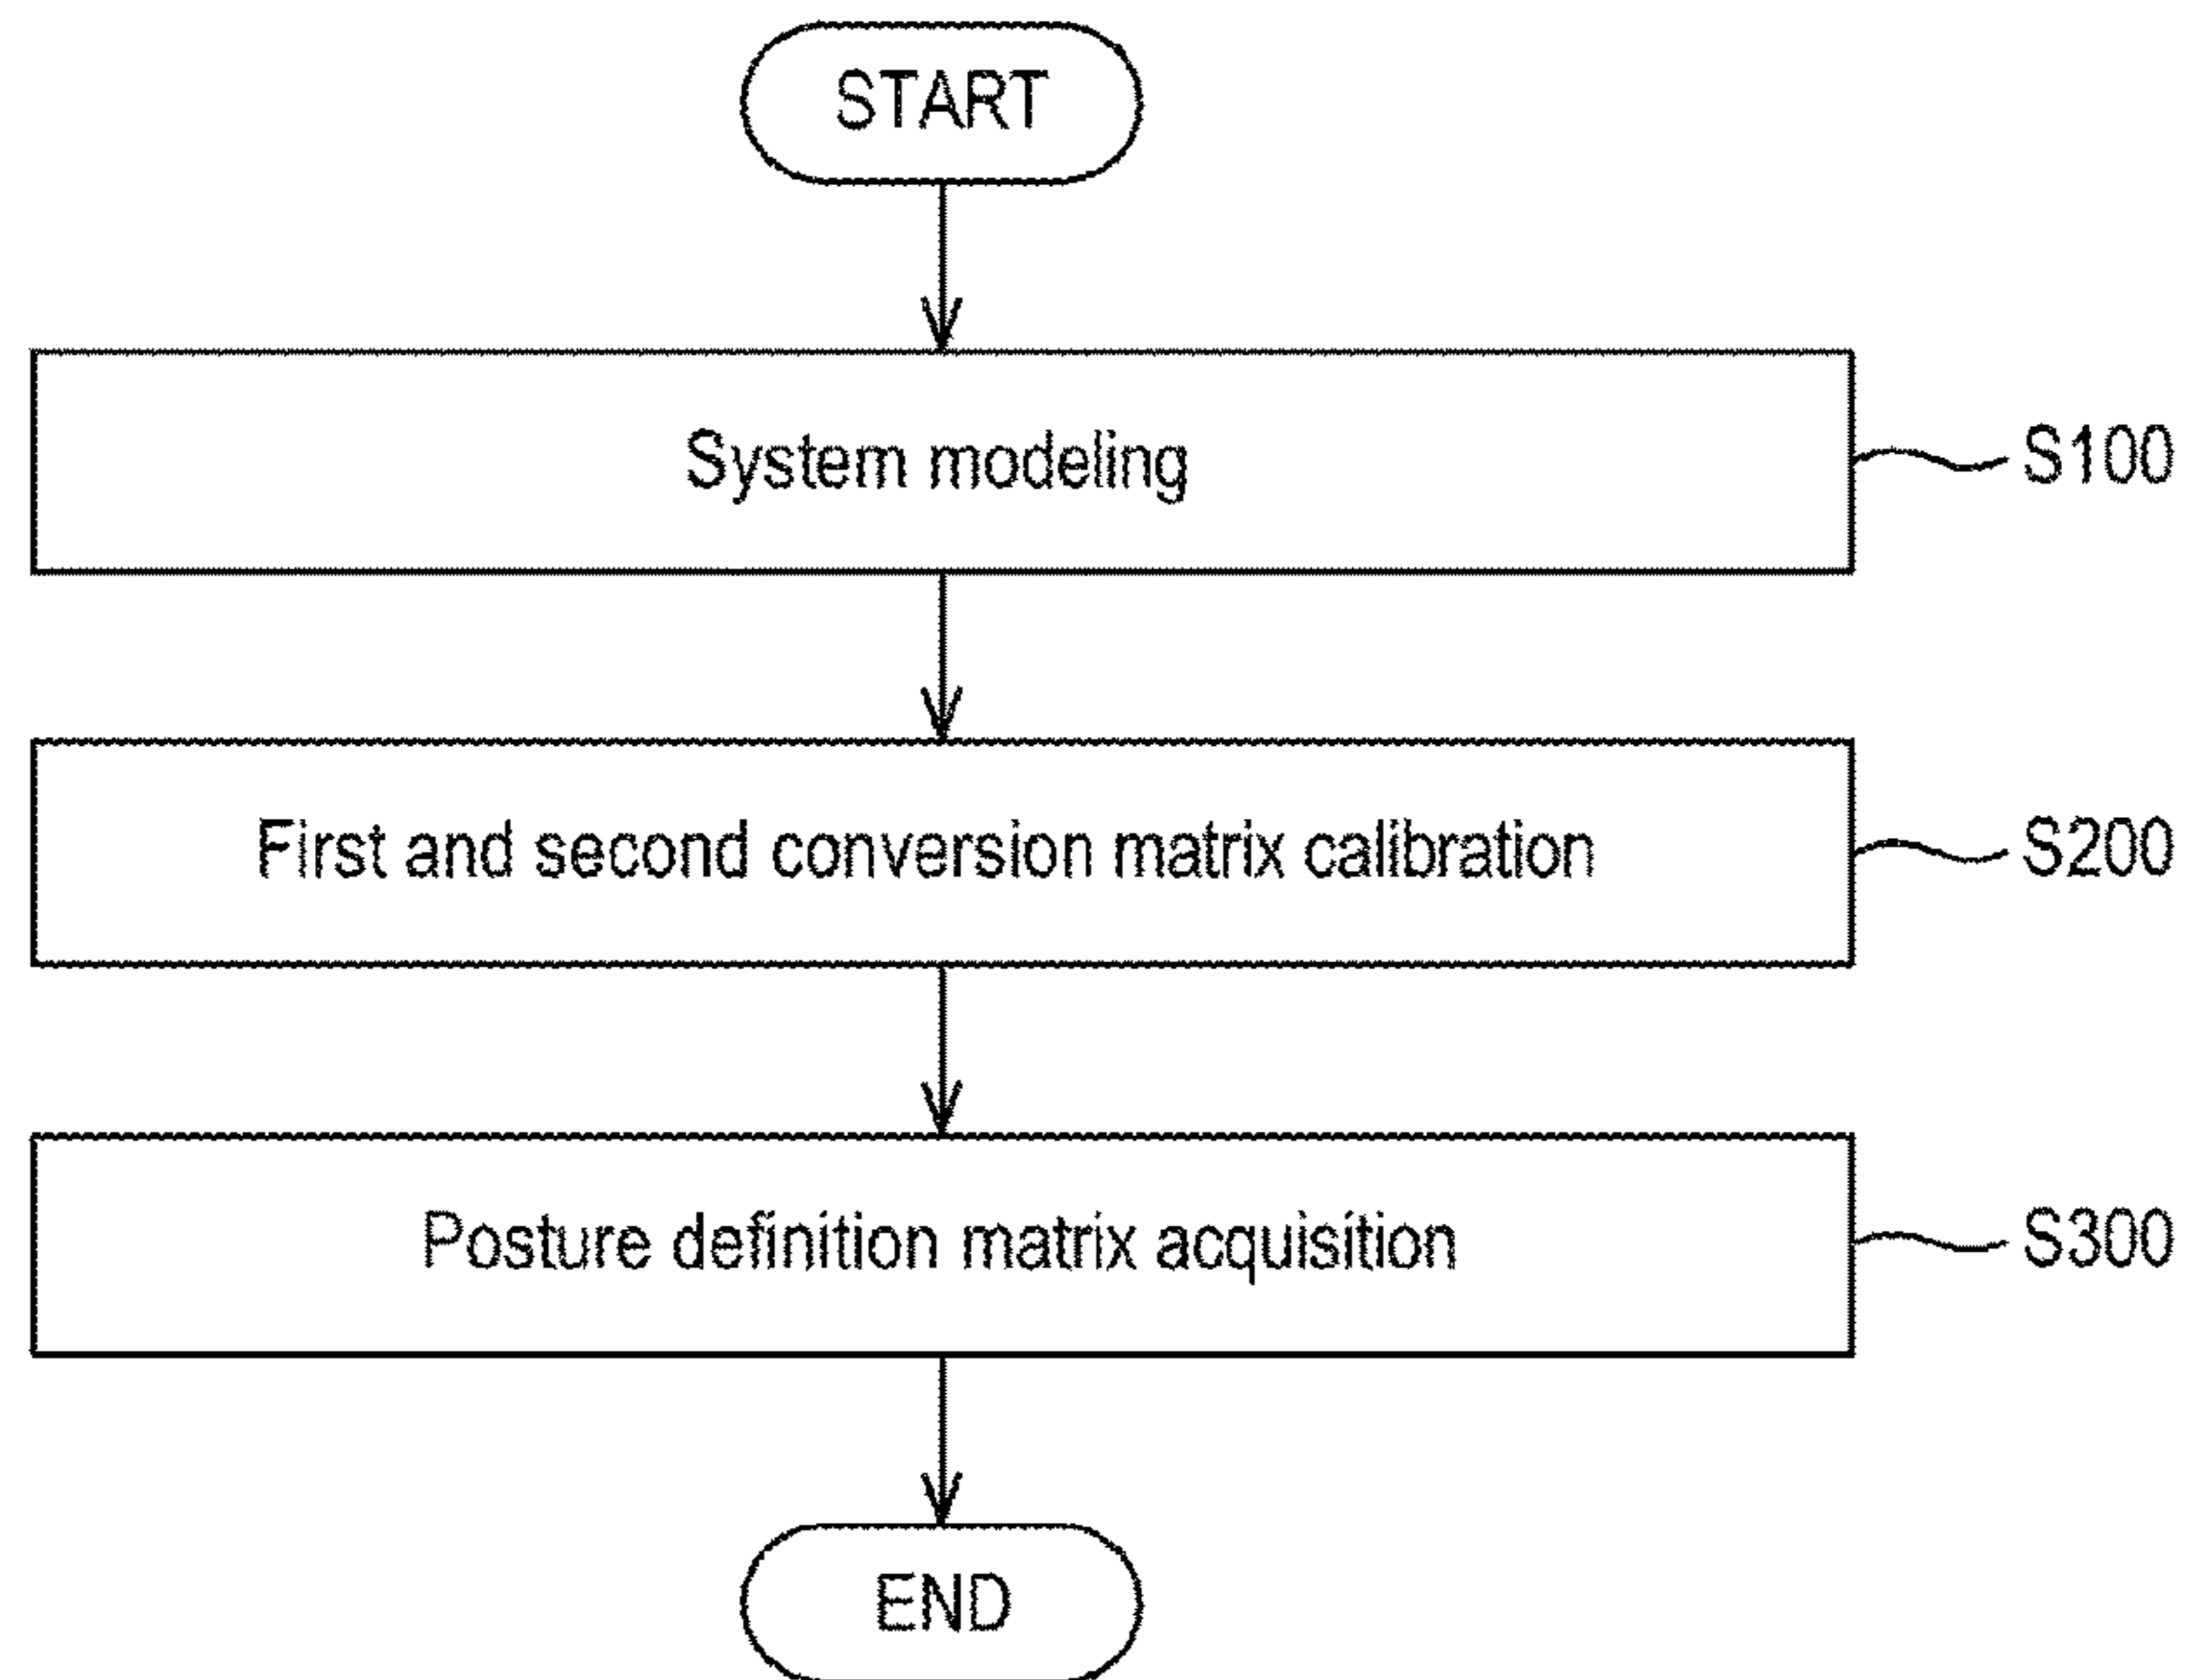 START
System modeling
S100
First and second conversion matrix calibration
S200
Posture definition matrix acquisition
S300
END